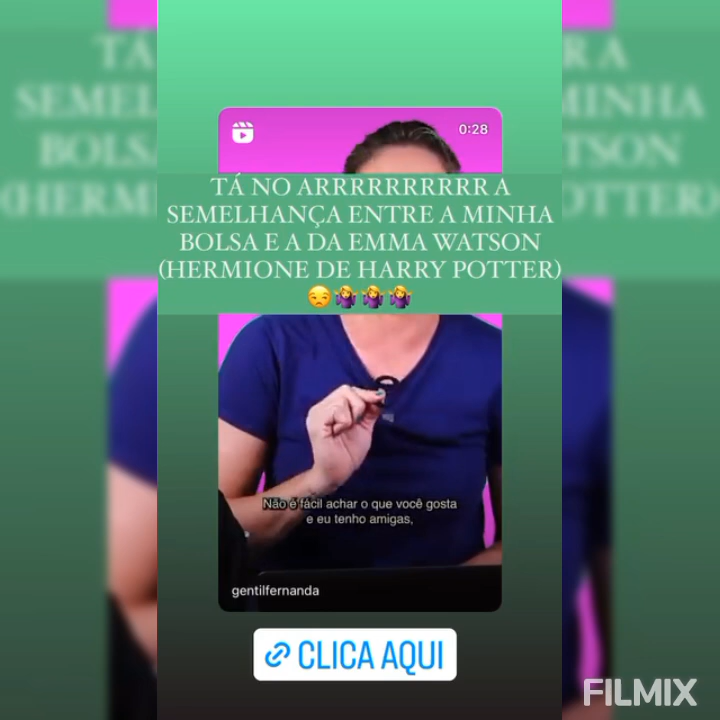 0:28
TÁ NO ARRRRRRRRRR A
SEMELHANÇA ENTRE A MINHA
BOLSA E A DA EMMA WATSON
(HERMIONE DE HARRY POTTER)
😒🤷‍♀️🤷‍♀️🤷‍♀️
Não é fácil achar o que você gosta
e eu tenho amigas,
gentilfernanda
CLICA AQUI
FILMIX